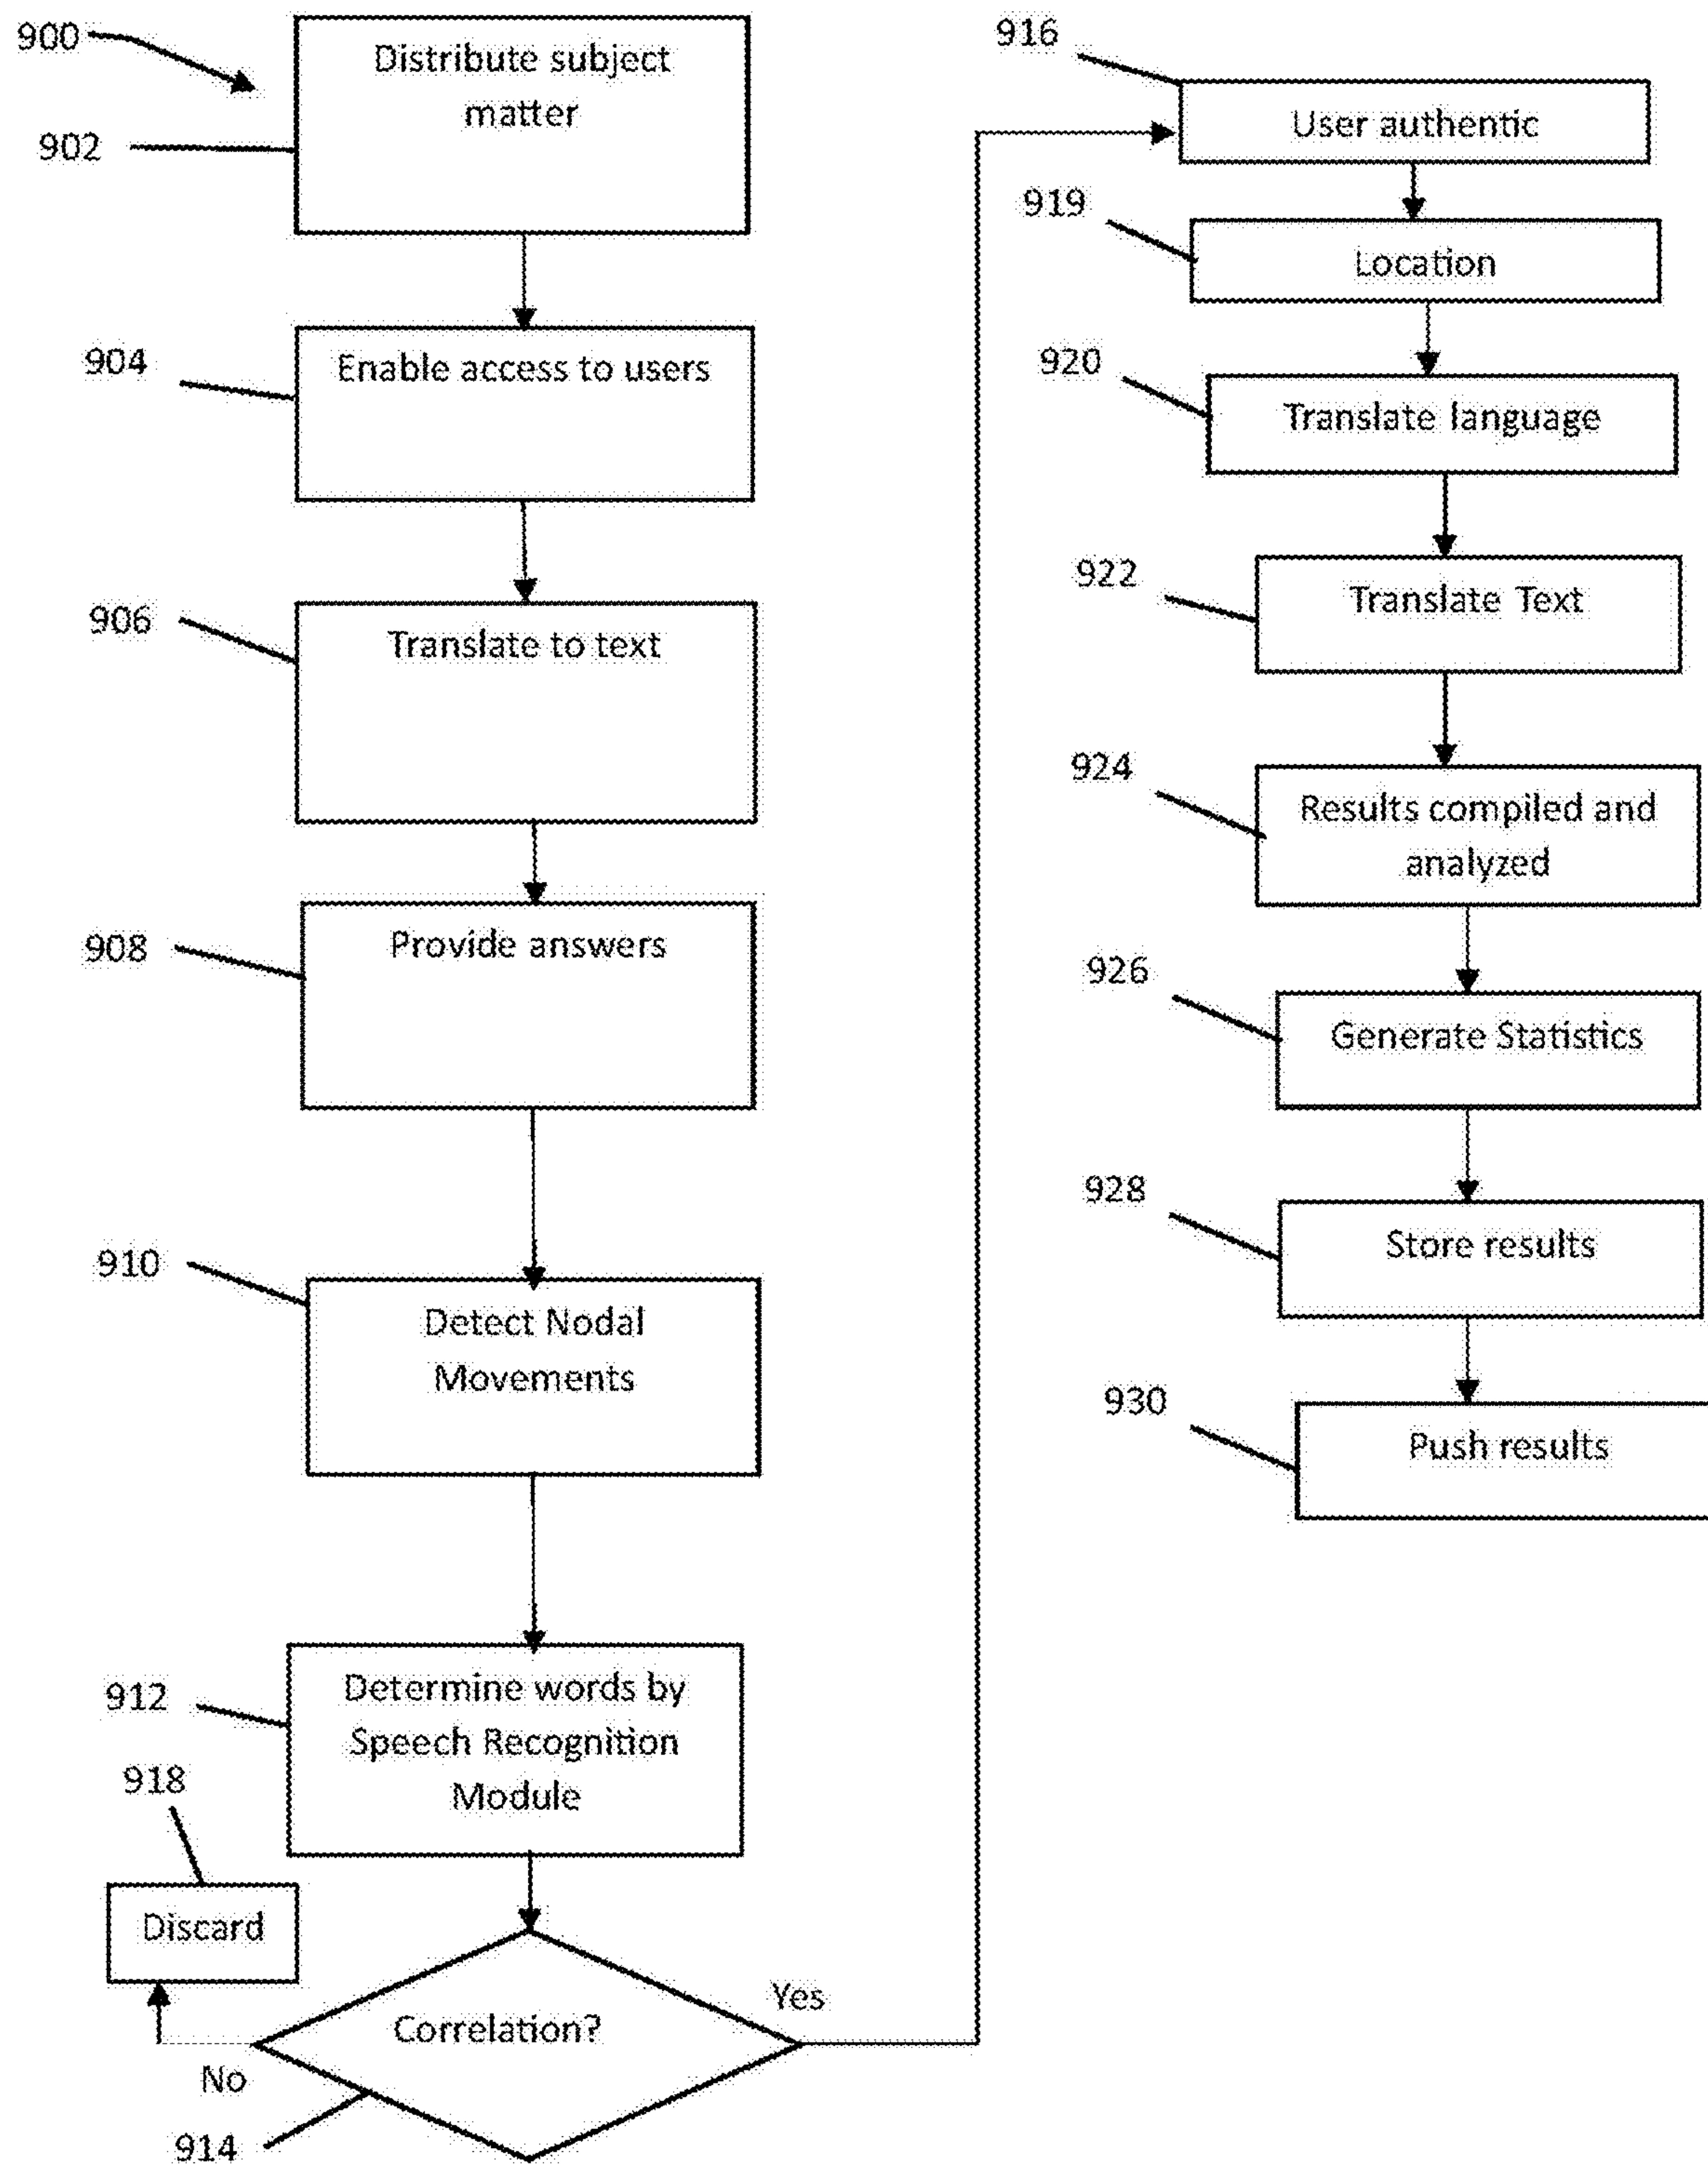 900
Distribute subject
matter
902
904
Enable access to users
906
Translate to text
908
Provide answers
910
Detect Nodal
Movements
912
Determine words by
Speech Recognition
Module
918
Discard
Correlation?
Yes
No
914
916
User authentic
919
Location
920
Translate language
922
Translate Text
924
Results compiled and
analyzed
926
Generate Statistics
928
Store results
930
Push results